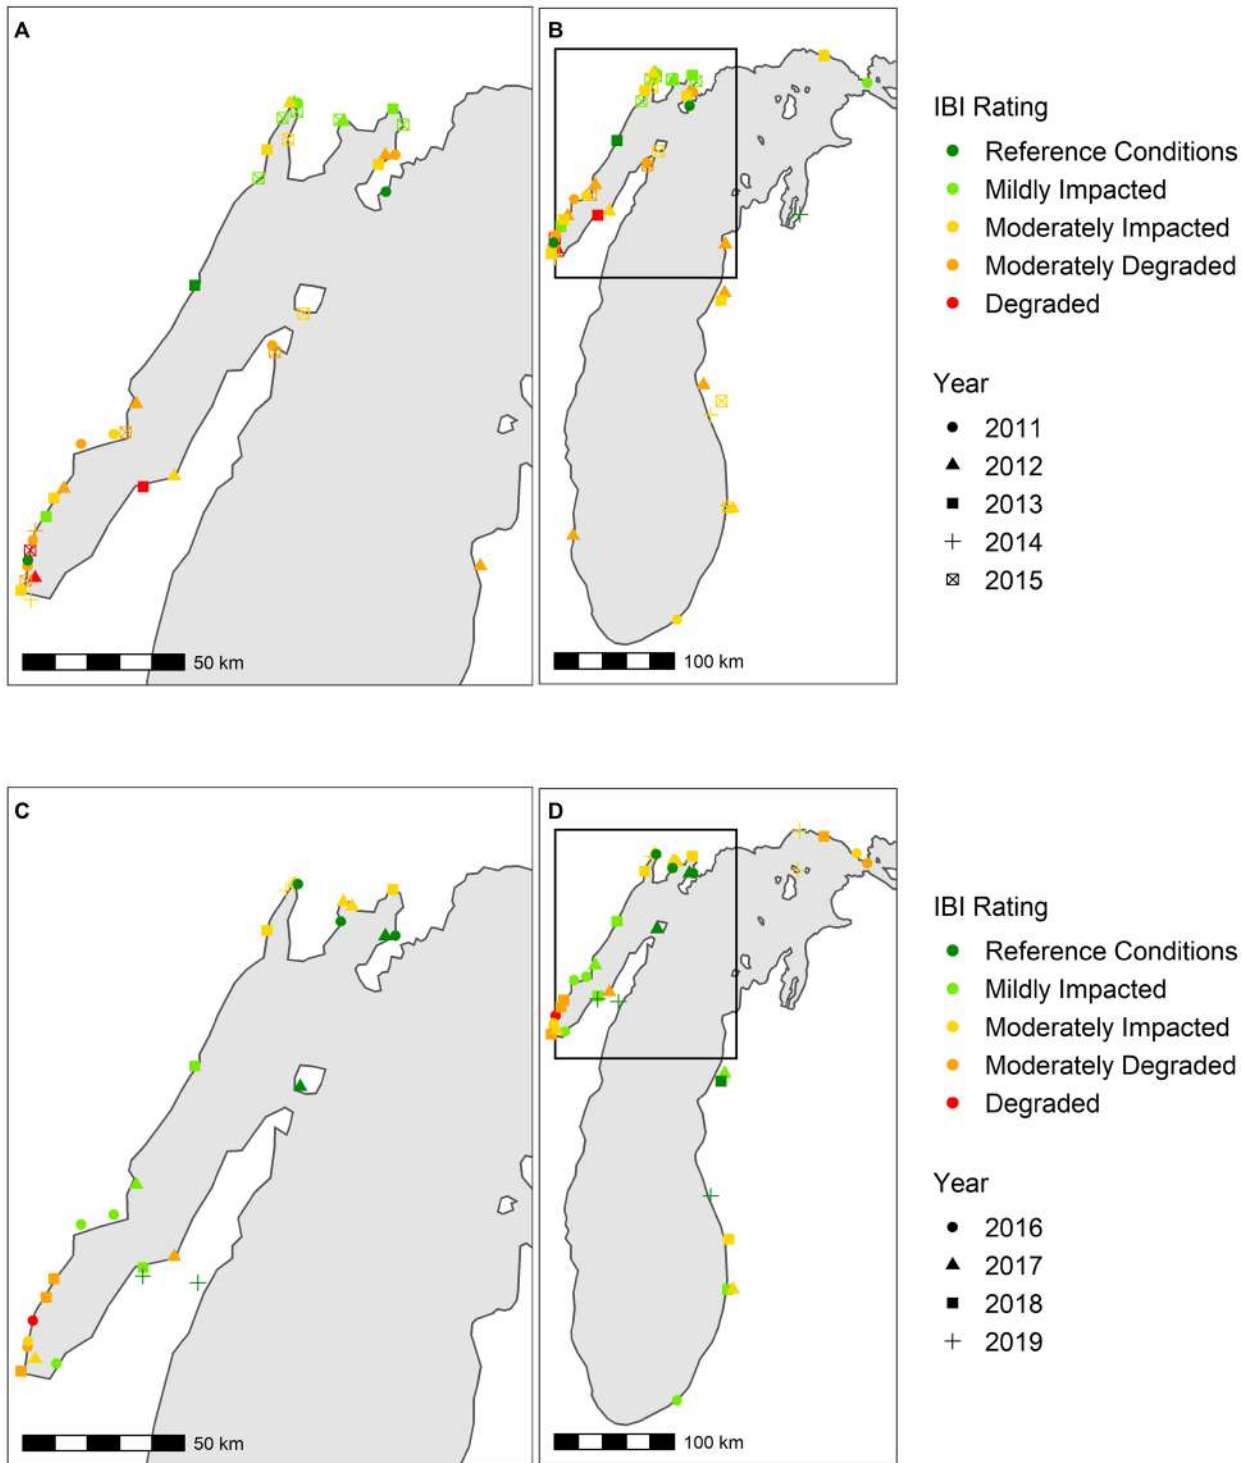 A
B
50 km
100 km
IBI Rating
Reference Conditions
Mildly Impacted
Moderately Impacted
Moderately Degraded
Degraded
Year
2011
2012
2013
2014
2015
C
D
50 km
100 km
IBI Rating
Reference Conditions
Mildly Impacted
Moderately Impacted
Moderately Degraded
Degraded
Year
2016
2017
2018
2019